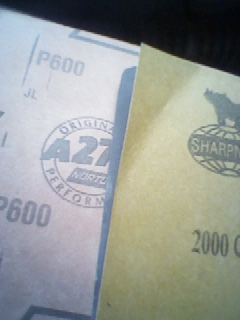 P600
JL
ORIGINAL
A27
NORTON
PERFORM
P600
SHARPN
2000 C